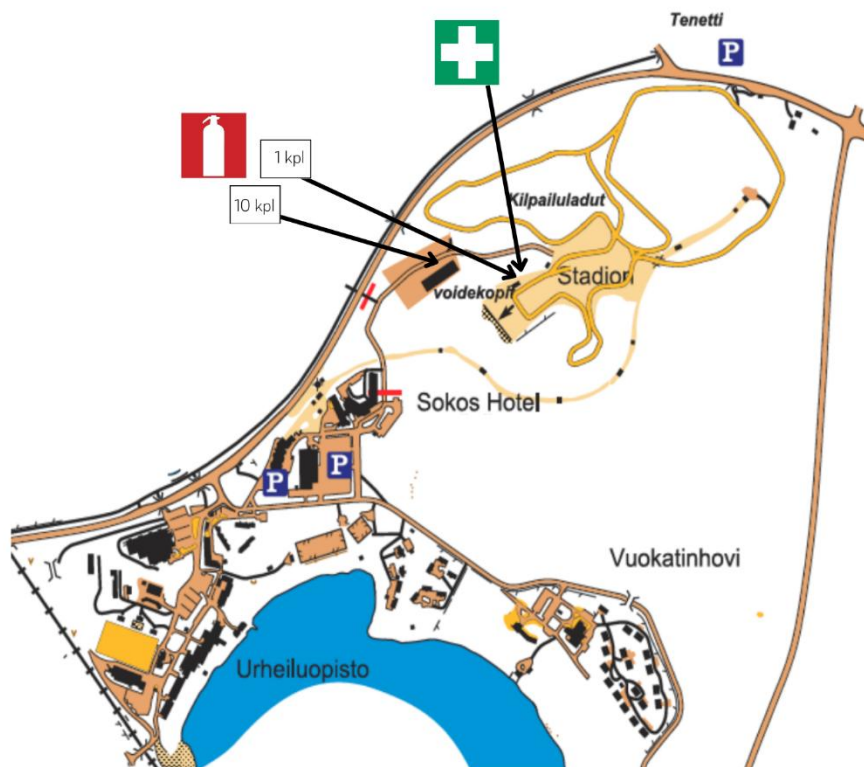 Tenetti
P
1 kpl
10 kpl
Kilpailuladut
voidekopit
Stadion
Sokos Hotel
P
P
Vuokatinhovi
Urheiluopisto